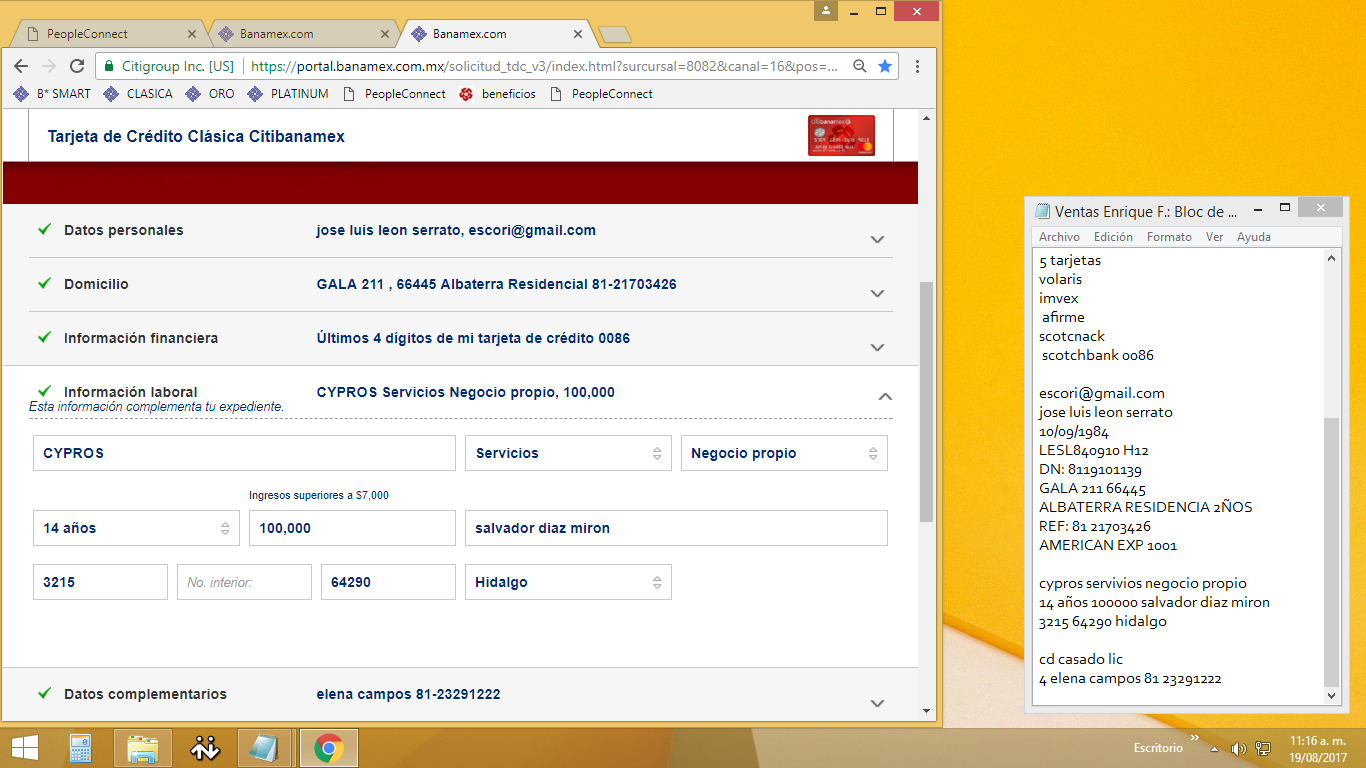 PeopleConnect
Banamex.com
Banamex.com
Citigroup Inc. [US]
https://portal.banamex.com.mx/solicitud_tdc_v3/index.html?surcursal=8082&canal=16&pos=...
B* SMART
CLASICA
ORO
PLATINUM
PeopleConnect
beneficios
PeopleConnect
Tarjeta de Crédito Clásica Citibanamex
Datos personales
jose luis leon serrato, escori@gmail.com
Domicilio
GALA 211 , 66445 Albaterra Residencial 81-21703426
Información financiera
Últimos 4 dígitos de mi tarjeta de crédito 0086
Información laboral
CYPROS Servicios Negocio propio, 100,000
Esta información complementa tu expediente.
CYPROS
Servicios
Negocio propio
Ingresos superiores a $7,000
14 años
100,000
salvador diaz miron
3215
No. interior:
64290
Hidalgo
Datos complementarios
elena campos 81-23291222
Ventas Enrique F.: Bloc de ...
Archivo Edición Formato Ver Ayuda
5 tarjetas
volaris
imvex
afirme
scotcnack
scotchbank 0086
escori@gmail.com
jose luis leon serrato
10/09/1984
LESL840910 H12
DN: 8119101139
GALA 211 66445
ALBATERRA RESIDENCIA 2ÑOS
REF: 81 21703426
AMERICAN EXP 1001
cypros servivios negocio propio
14 años 100000 salvador diaz miron
3215 64290 hidalgo
cd casado lic
4 elena campos 81 23291222
Escritorio
11:16 a. m.
19/08/2017